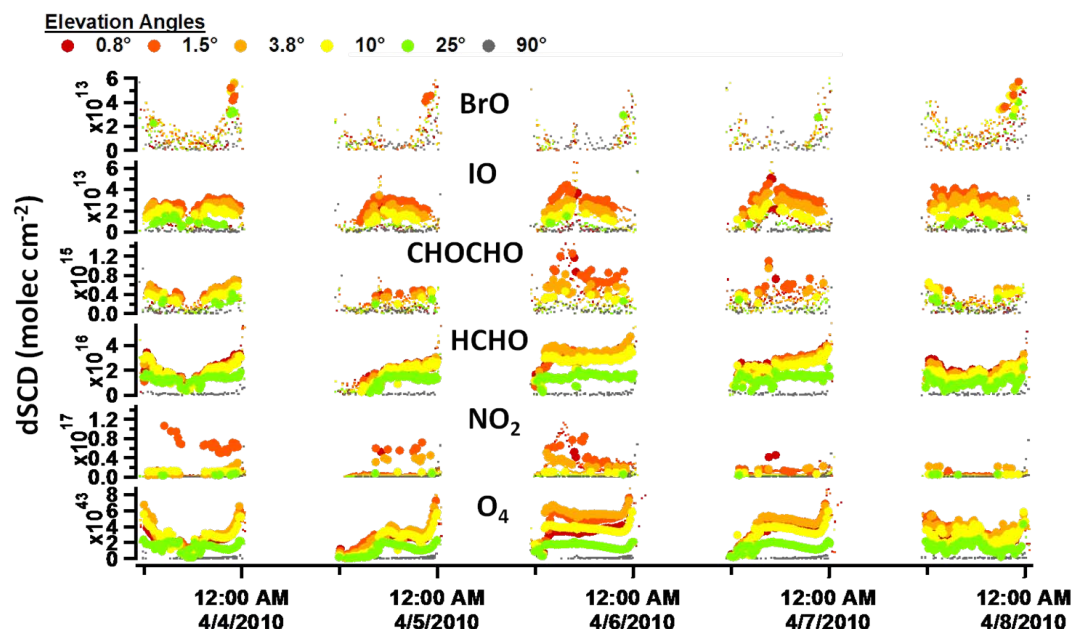 Elevation Angles
0.8° 1.5° 3.8° 10° 25° 90°
dSCD (molec cm⁻²)
x10¹³
6
4
2
0
BrO
x10¹³
6
4
2
0
IO
x10¹⁵
1.2
0.8
0.4
0.0
CHOCHO
x10¹⁶
4
2
0
HCHO
x10¹⁷
1.2
0.8
0.4
0.0
NO₂
x10⁴³
8
6
4
2
0
O₄
12:00 AM 12:00 AM 12:00 AM 12:00 AM 12:00 AM
4/4/2010 4/5/2010 4/6/2010 4/7/2010 4/8/2010